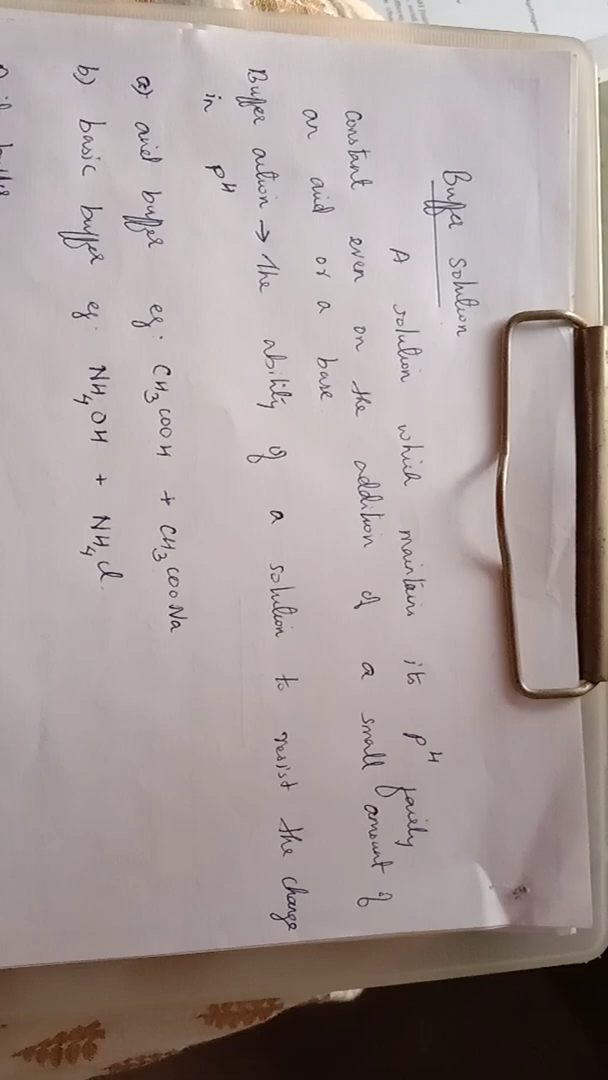 Buffer solution
A solution which maintains its pH fairly
constant even on the addition of a small amount of
an acid or a base
Buffer action → the ability of a solution to resist the change
in pH
a) acid buffer eg: CH3COOH + CH3COONa
b) basic buffer eg: NH4OH + NH4Cl.